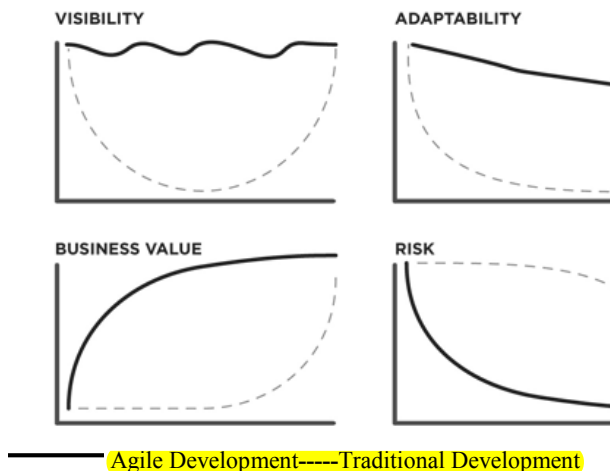 VISIBILITY
ADAPTABILITY
BUSINESS VALUE
RISK
Agile Development-----Traditional Development